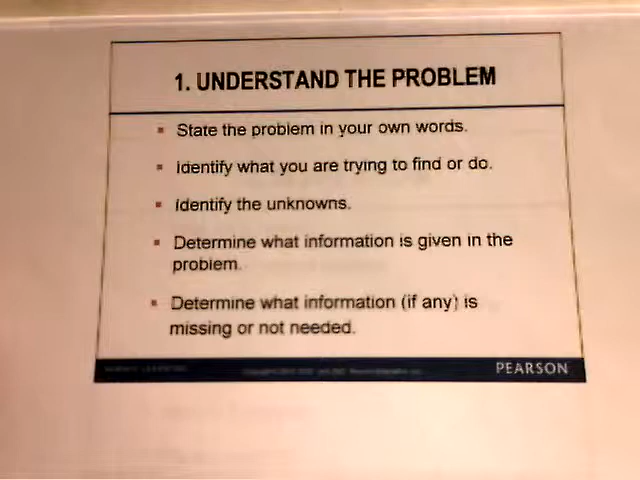 1. UNDERSTAND THE PROBLEM
▪ State the problem in your own words.
▪ Identify what you are trying to find or do.
▪ Identify the unknowns.
▪ Determine what information is given in the
problem.
▪ Determine what information (if any) is
missing or not needed.
PEARSON